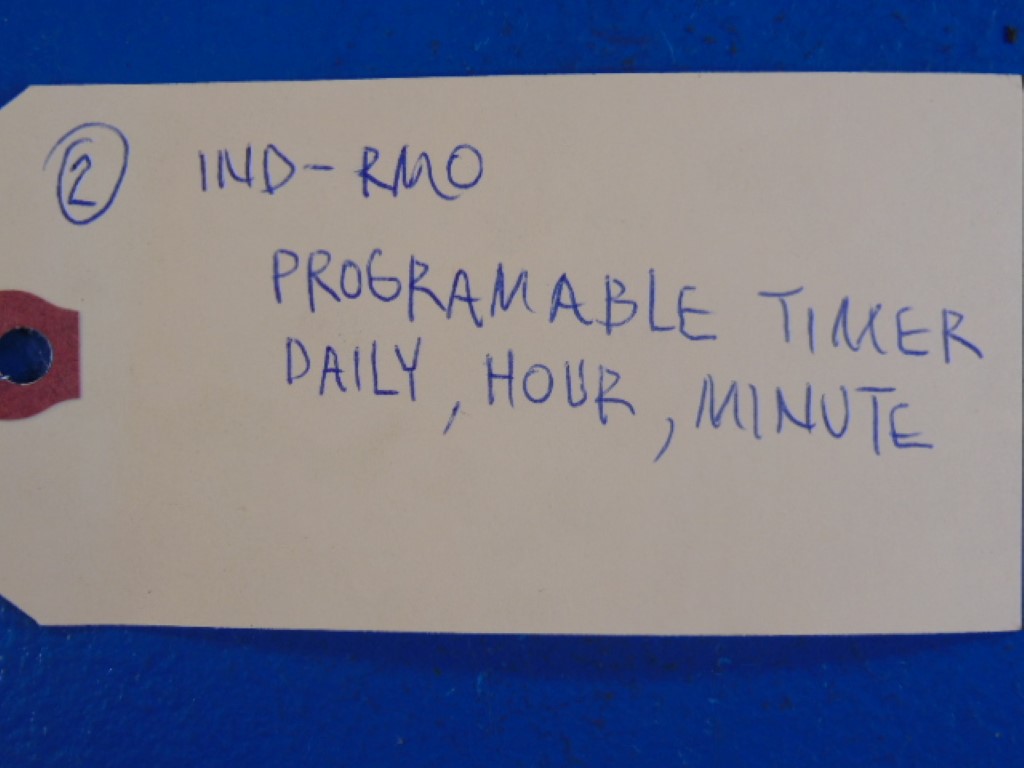 ② IND-RMO
PROGRAMABLE TIMER
DAILY, HOUR, MINUTE